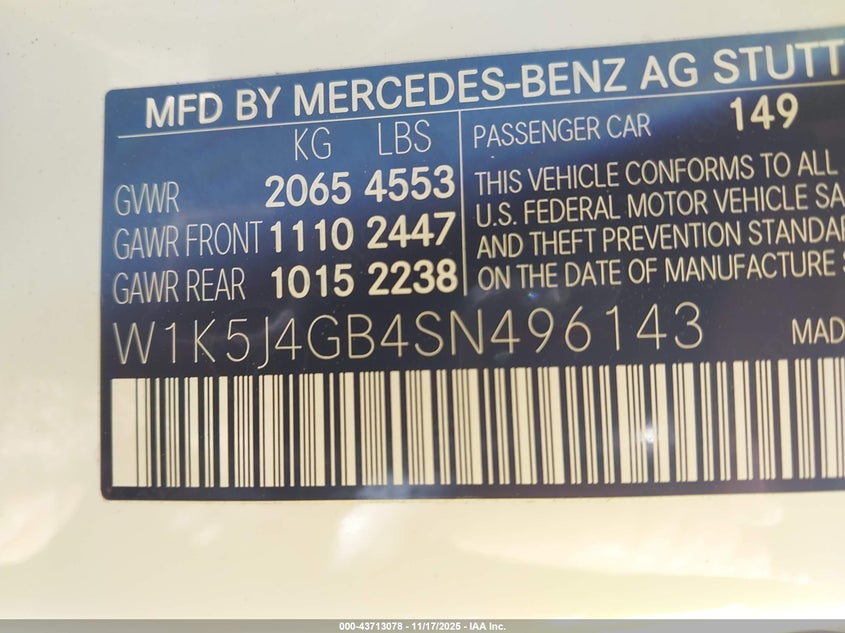 MFD BY MERCEDES-BENZ AG STUTT
KG LBS
PASSENGER CAR 149
GVWR 2065 4553
GAWR FRONT 1110 2447
GAWR REAR 1015 2238
THIS VEHICLE CONFORMS TO ALL
U.S. FEDERAL MOTOR VEHICLE SA
AND THEFT PREVENTION STANDAR
ON THE DATE OF MANUFACTURE
W1K5J4GB4SN496143
MAD
000-43713078 - 11/17/2025 - IAA Inc.